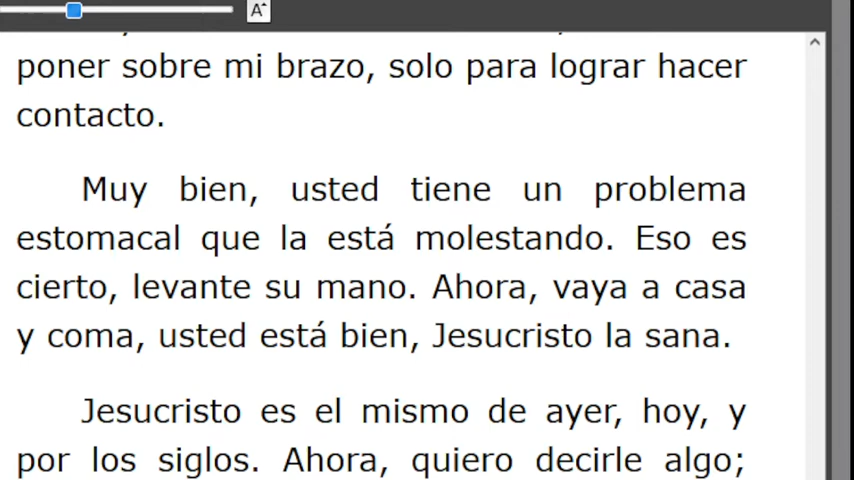 A
poner sobre mi brazo, solo para lograr hacer
contacto.
Muy bien, usted tiene un problema
estomacal que la está molestando. Eso es
cierto, levante su mano. Ahora, vaya a casa
y coma, usted está bien, Jesucristo la sana.
Jesucristo es el mismo de ayer, hoy, y
por los siglos. Ahora, quiero decirle algo;